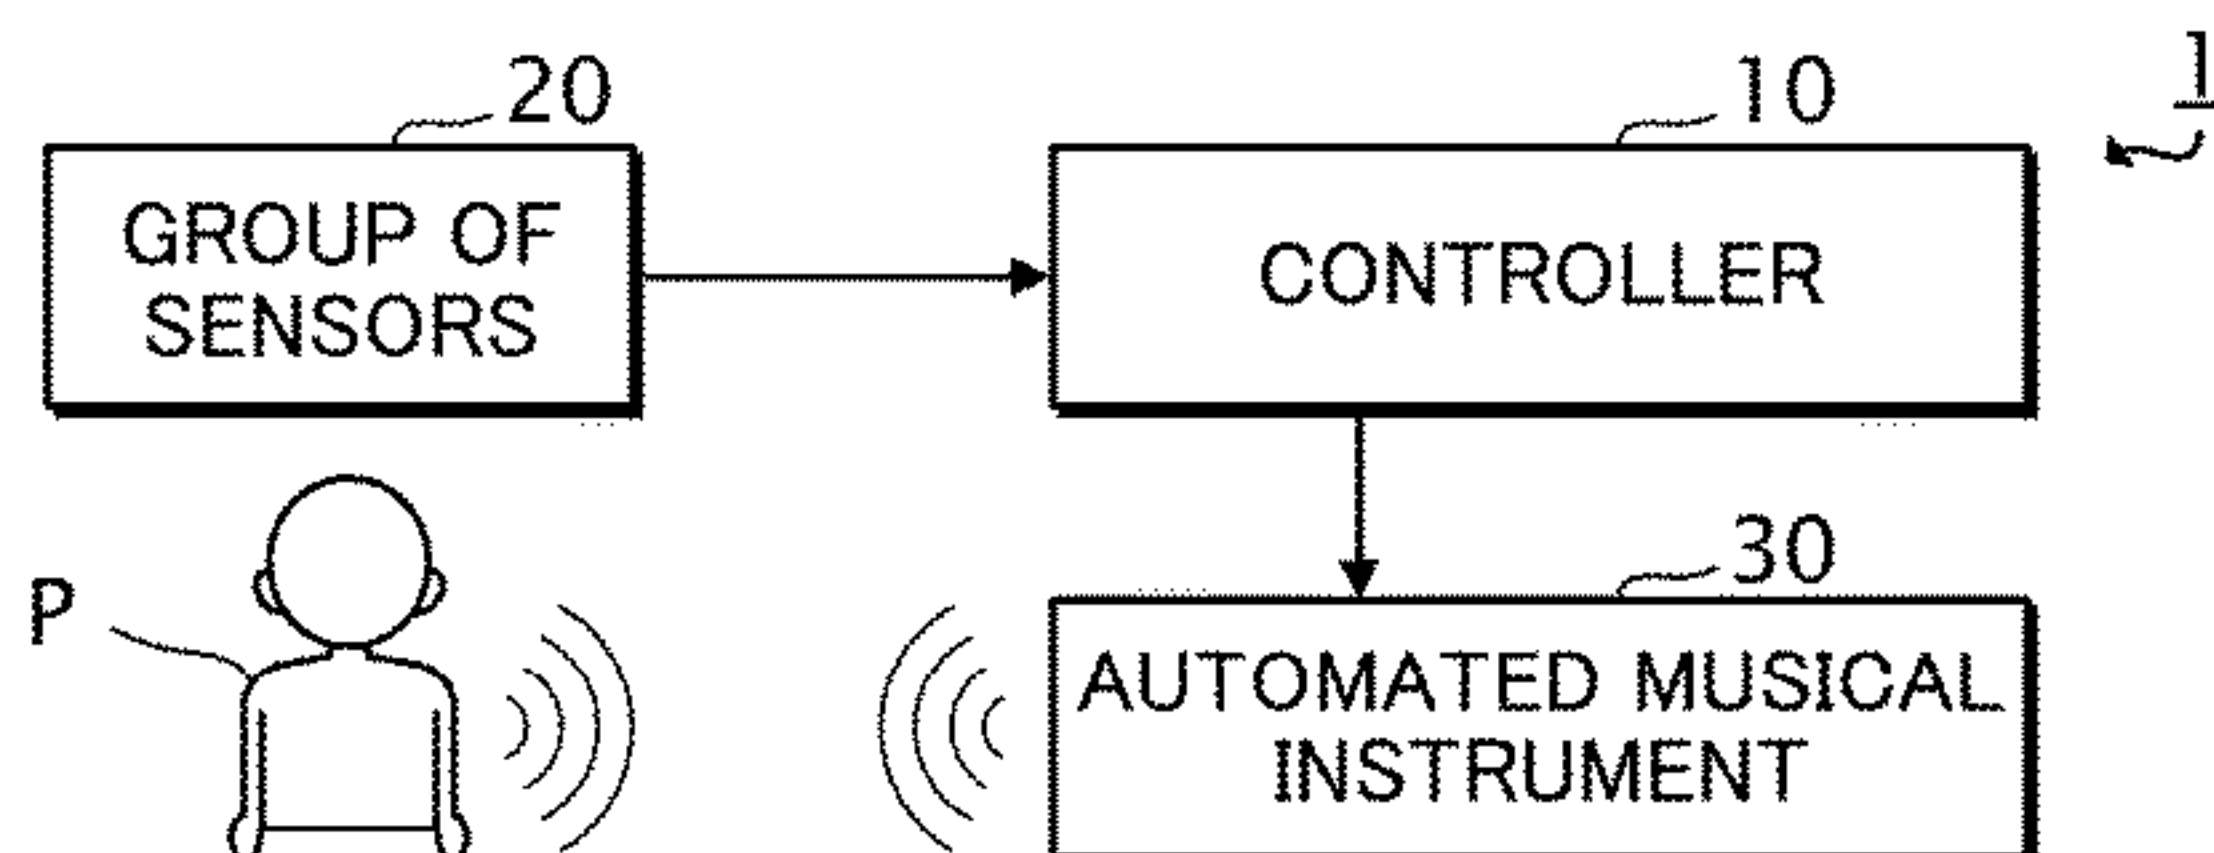 20
10
1
GROUP OF
SENSORS
CONTROLLER
30
P
AUTOMATED MUSICAL
INSTRUMENT